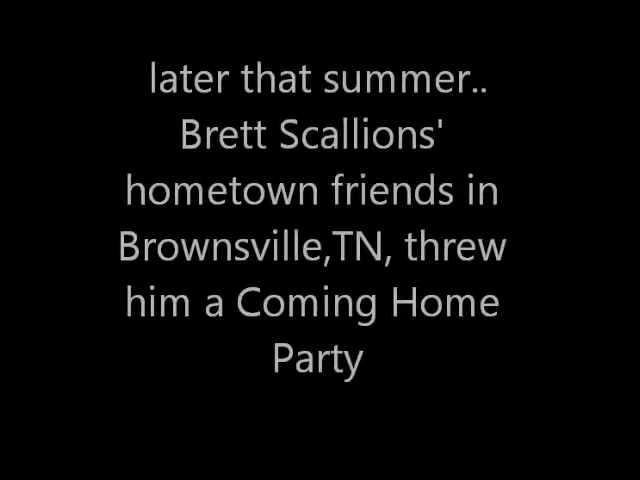 later that summer..
Brett Scallions'
hometown friends in
Brownsville,TN, threw
him a Coming Home
Party